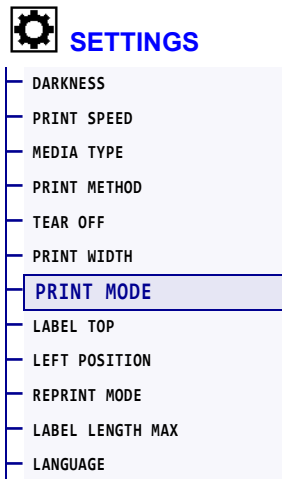 SETTINGS
DARKNESS
PRINT SPEED
MEDIA TYPE
PRINT METHOD
TEAR OFF
PRINT WIDTH
PRINT MODE
LABEL TOP
LEFT POSITION
REPRINT MODE
LABEL LENGTH MAX
LANGUAGE